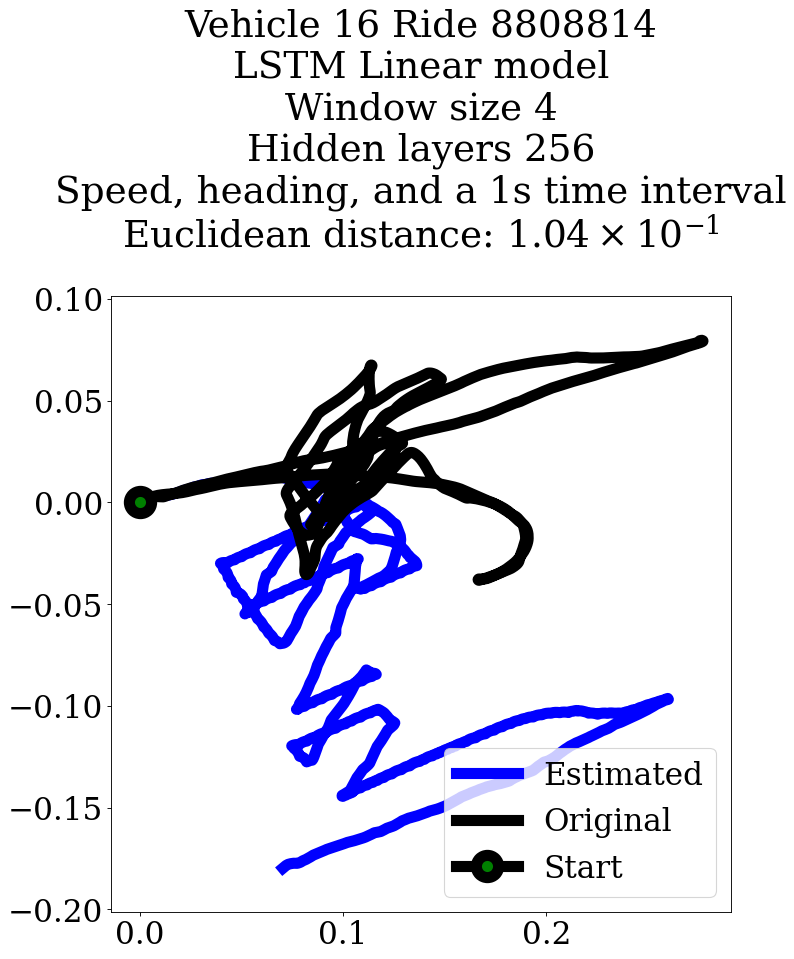 Vehicle 16 Ride 8808814
LSTM Linear model
Window size 4
Hidden layers 256
Speed, heading, and a 1s time interval
Euclidean distance: 1.04 × 10⁻¹
0.10
0.05
0.00
−0.05
−0.10
−0.15
−0.20
0.0 0.1 0.2
Estimated
Original
Start